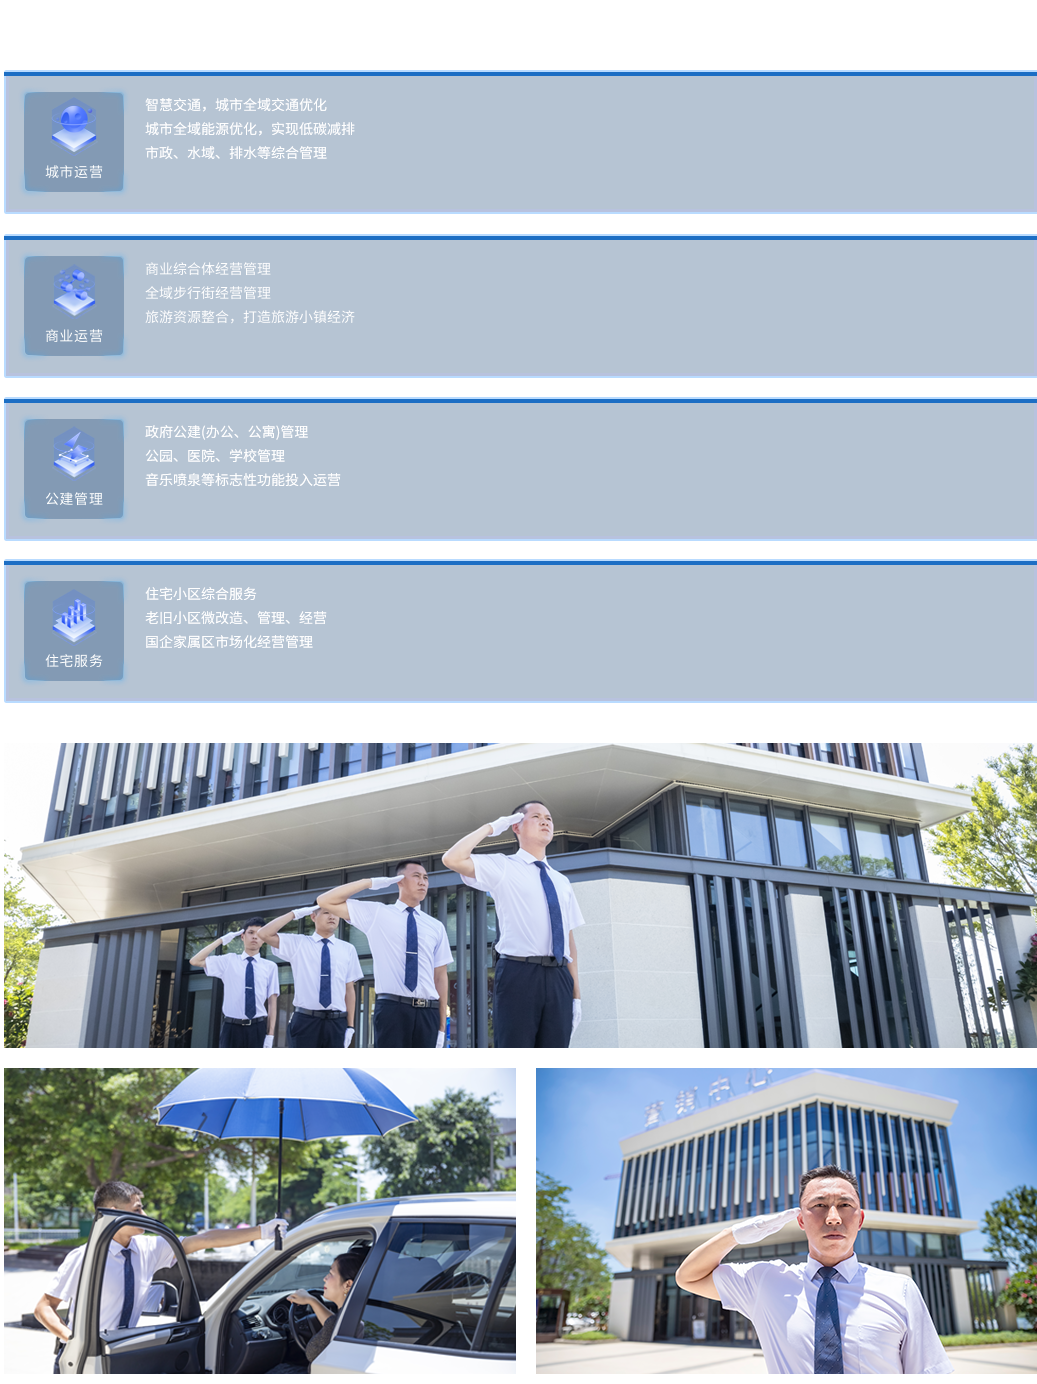 智慧交通，城市全域交通优化
城市全域能源优化，实现低碳减排
市政、水域、排水等综合管理
城市运营
商业综合体经营管理
全域步行街经营管理
旅游资源整合，打造旅游小镇经济
商业运营
政府公建(办公、公寓)管理
公园、医院、学校管理
音乐喷泉等标志性功能投入运营
公建管理
住宅小区综合服务
老旧小区微改造、管理、经营
国企家属区市场化经营管理
住宅服务